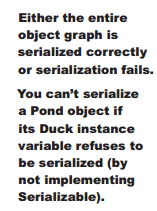 Either the entire
object graph is
serialized correctly
or serialization fails.
You can't serialize
a Pond object if
its Duck instance
variable refuses to
be serialized (by
not implementing
Serializable).